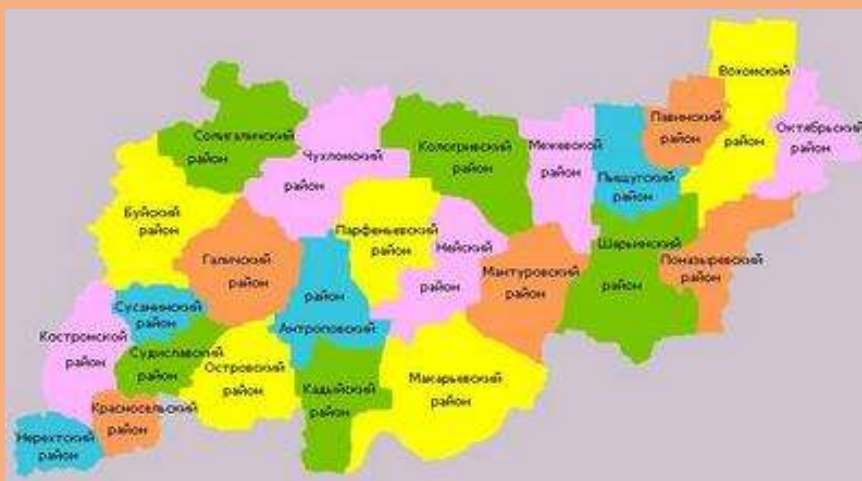 Вохомский
район
Павинский
район
Октябрьский
район
Солигаличский
район
Чухломский
район
Кологривский
район
Межевской
район
Пыщугский
район
Буйский
район
Парфеньевский
район
Нейский
район
Шарьинский
район
Поназыревский
район
Галичский
район
Мантуровский
район
район
Антроповский
Сусанинский
район
Костромской
район
Судиславский
район
Островский
район
Кадыйский
район
Макарьевский
район
Красносельский
район
Нерехтский
район